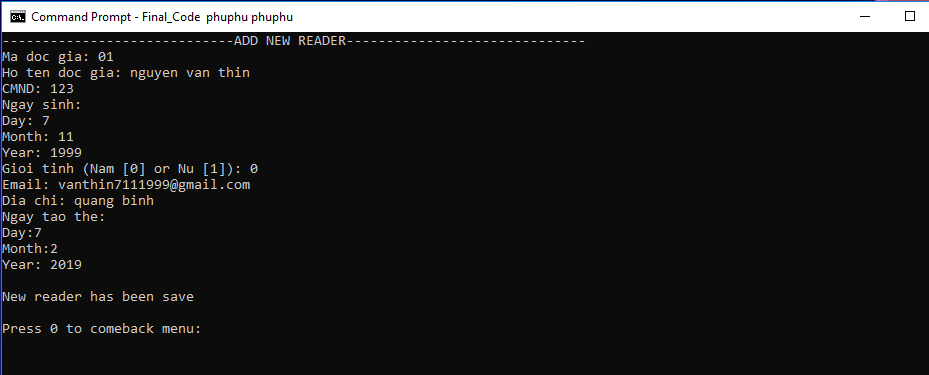 Command Prompt - Final_Code phuphu phuphu
-----------------------------ADD NEW READER------------------------------
Ma doc gia: 01
Ho ten doc gia: nguyen van thin
CMND: 123
Ngay sinh:
Day: 7
Month: 11
Year: 1999
Gioi tinh (Nam [0] or Nu [1]): 0
Email: vanthin7111999@gmail.com
Dia chi: quang binh
Ngay tao the:
Day:7
Month:2
Year: 2019
New reader has been save
Press 0 to comeback menu: